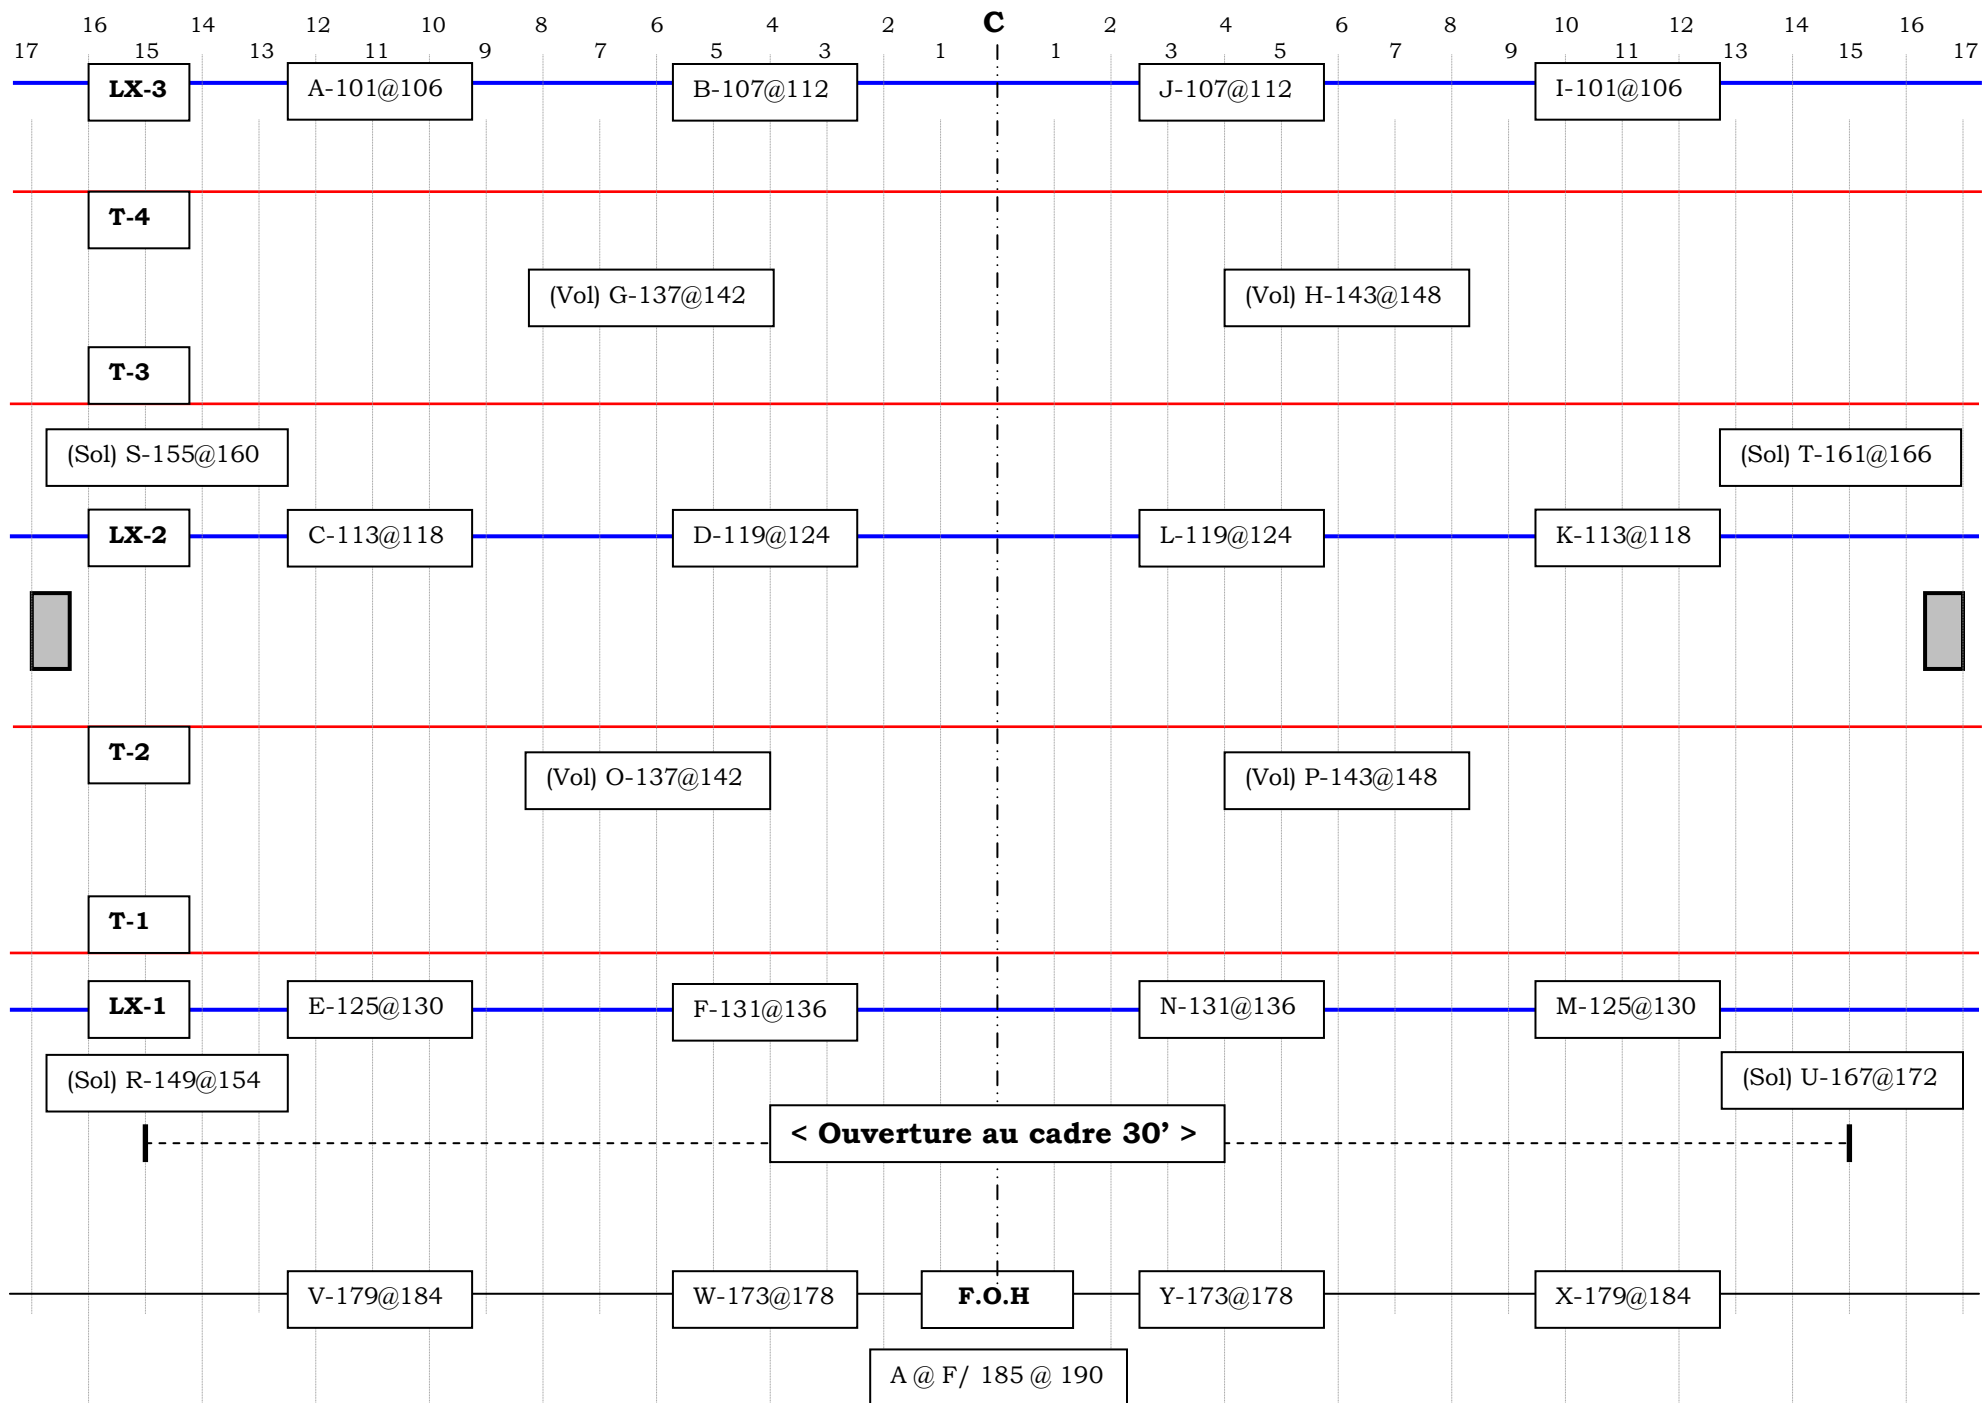 16 14 12 10 8 6 4 2 C 2 4 6 8 10 12 14 16
17 15 13 11 9 7 5 3 1 1 3 5 7 9 11 13 15 17
LX-3 A-101@106 B-107@112 J-107@112 I-101@106
T-4
(Vol) G-137@142 (Vol) H-143@148
T-3
(Sol) S-155@160 (Sol) T-161@166
LX-2 C-113@118 D-119@124 L-119@124 K-113@118
T-2
(Vol) O-137@142 (Vol) P-143@148
T-1
LX-1 E-125@130 F-131@136 N-131@136 M-125@130
(Sol) R-149@154 (Sol) U-167@172
< Ouverture au cadre 30’ >
V-179@184 W-173@178 F.O.H Y-173@178 X-179@184
A @ F/ 185 @ 190